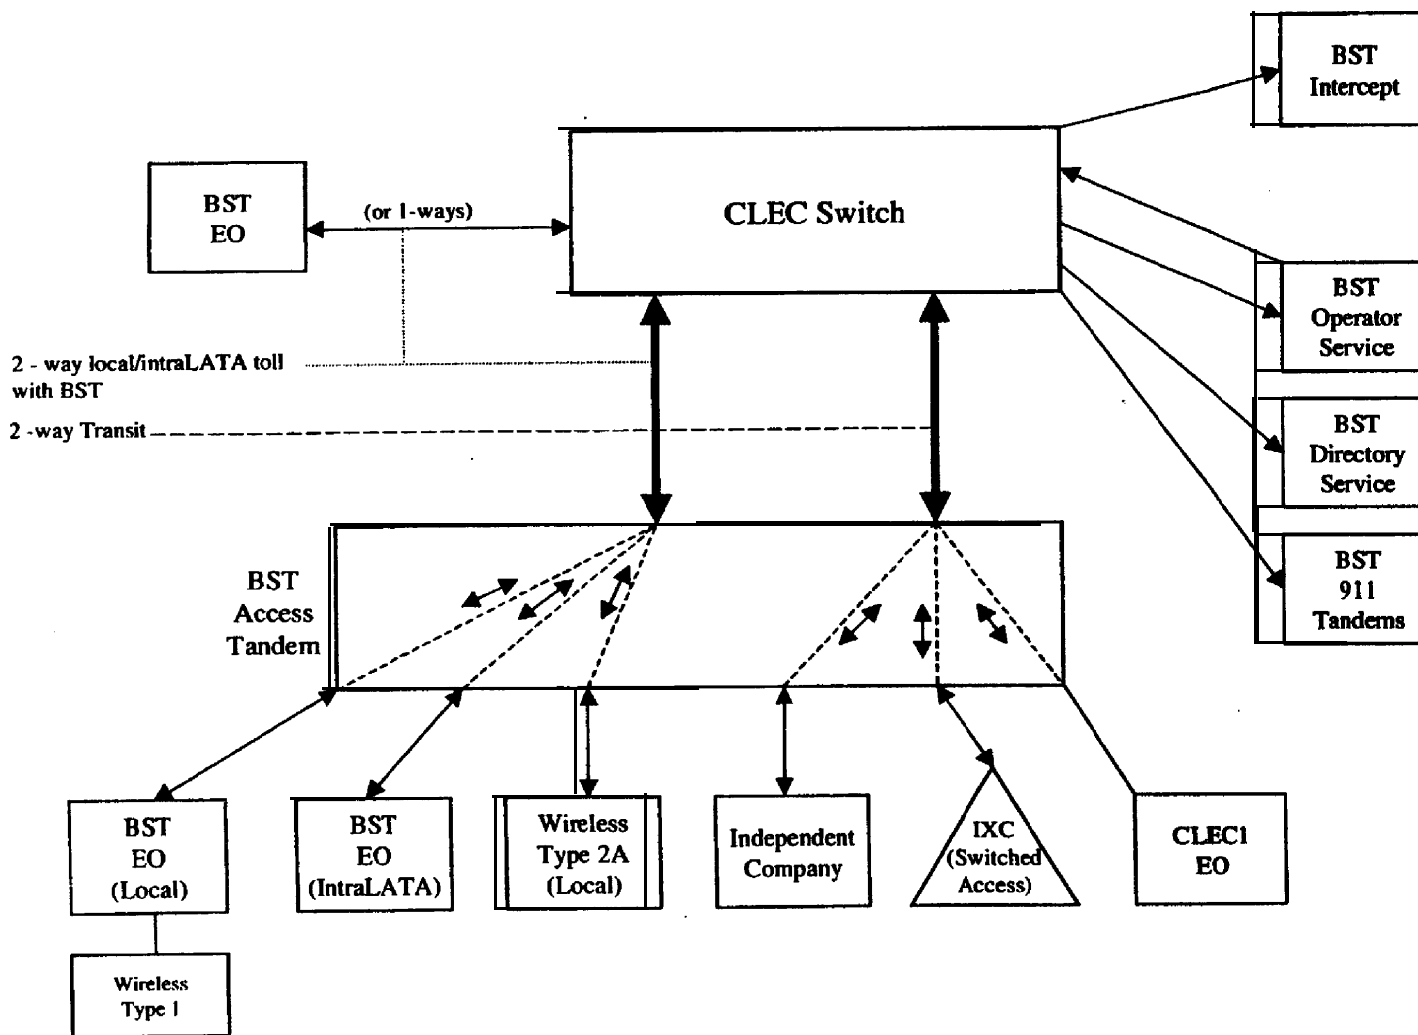 BST
Intercept
BST
EO
(or 1-ways)
CLEC Switch
BST
Operator
Service
2 - way local/intraLATA toll
with BST
2 -way Transit
BST
Directory
Service
BST
911
Tandems
BST
Access
Tandem
BST
EO
(Local)
BST
EO
(IntraLATA)
Wireless
Type 2A
(Local)
Independent
Company
IXC
(Switched
Access)
CLEC1
EO
Wireless
Type 1